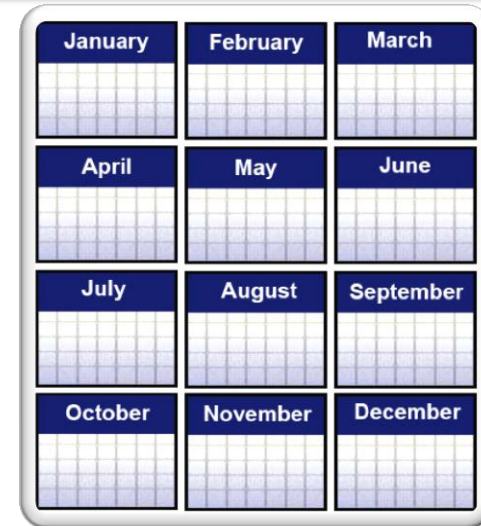 January February March
April May June
July August September
October November December